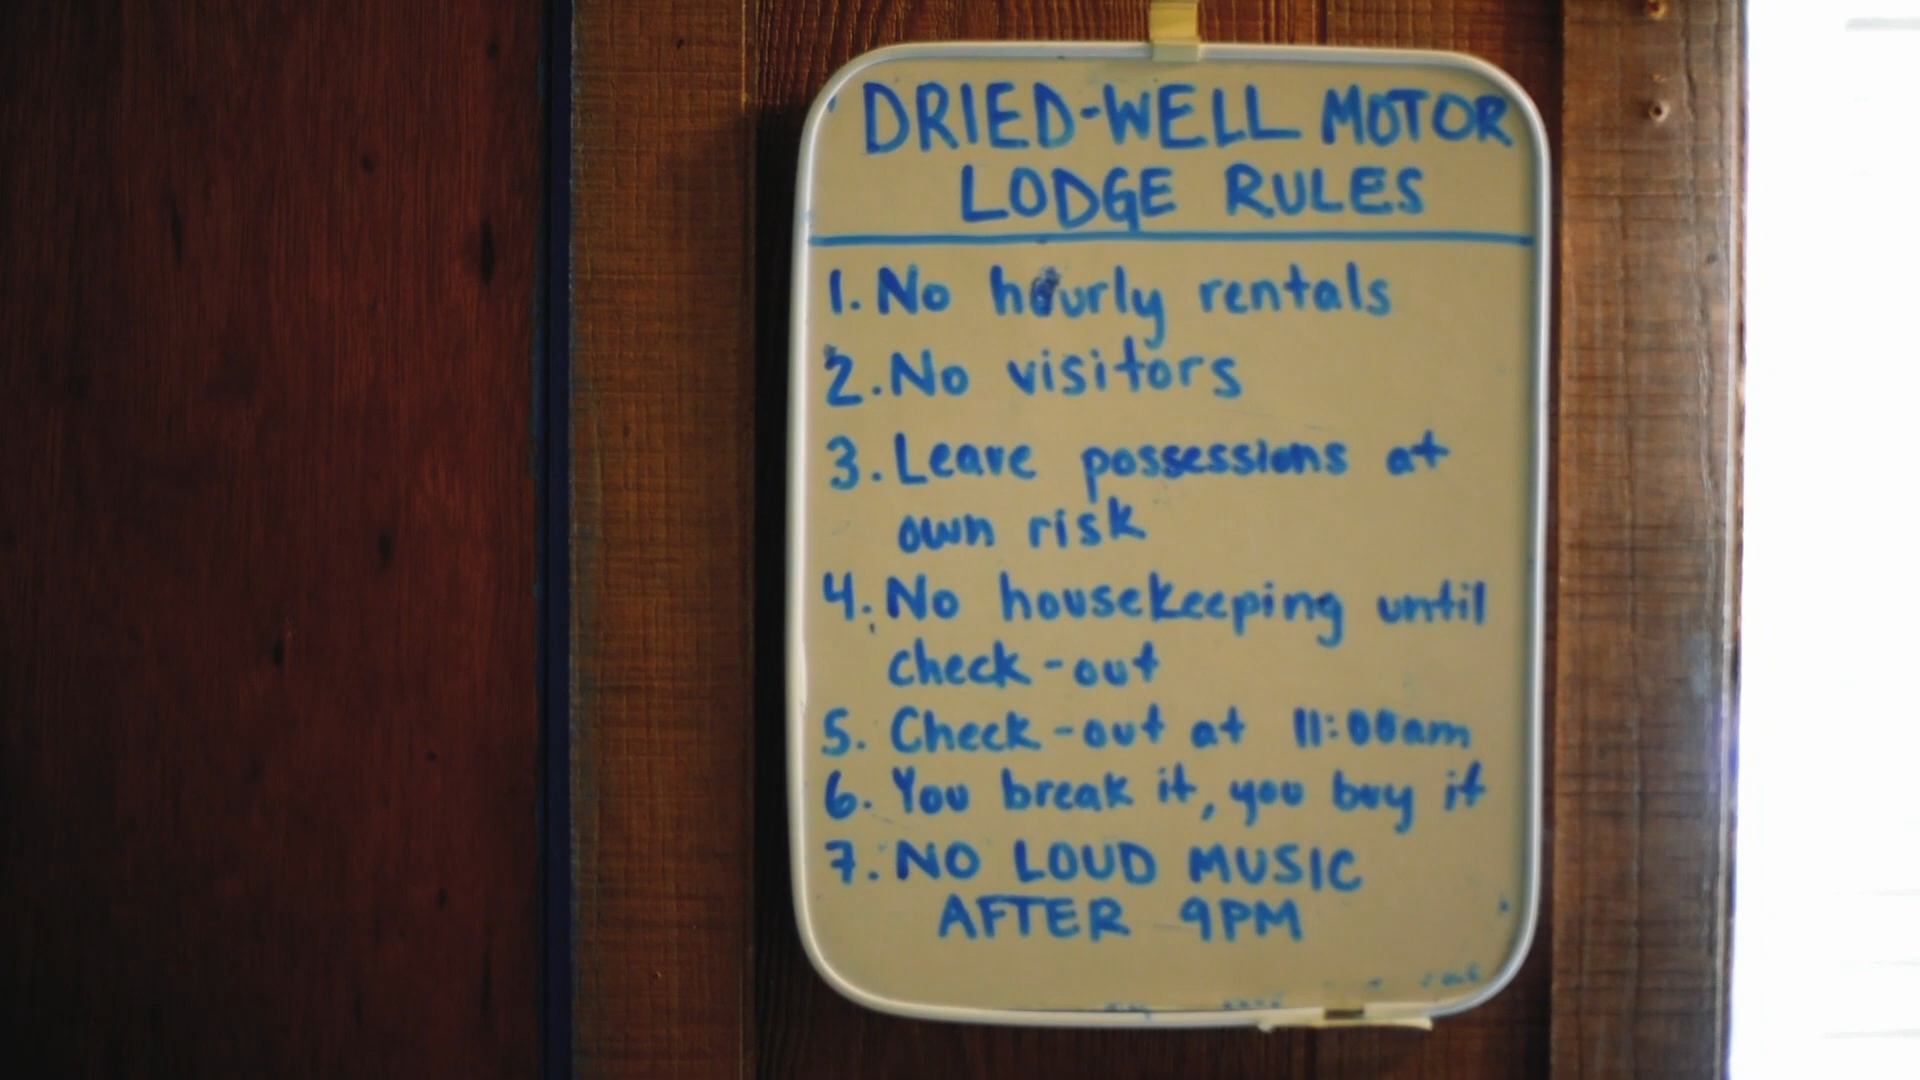 DRIED-WELL MOTOR
LODGE RULES
1. No hourly rentals
2. No visitors
3. Leave possessions at
own risk
4. No housekeeping until
check-out
5. Check-out at 11:00am
6. You break it, you buy it
7. NO LOUD MUSIC
AFTER 9PM